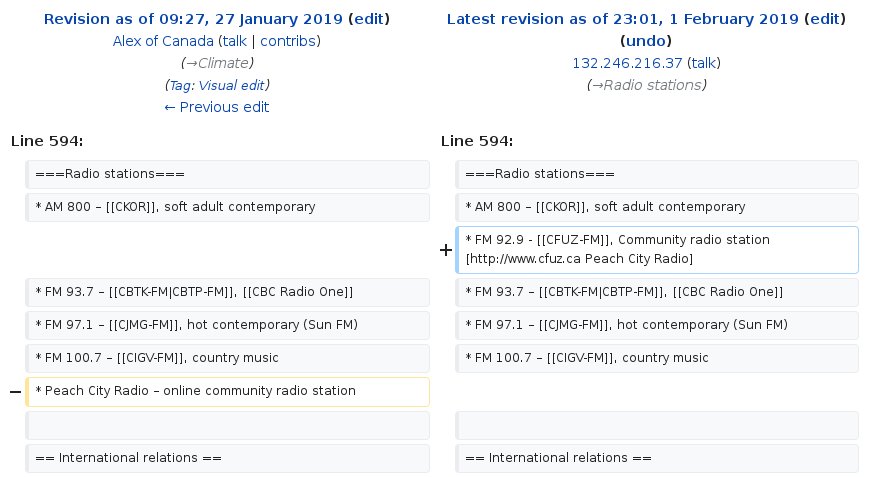 Revision as of 09:27, 27 January 2019 (edit)
Alex of Canada (talk | contribs)
(→Climate)
(Tag: Visual edit)
← Previous edit
Latest revision as of 23:01, 1 February 2019 (edit)
(undo)
132.246.216.37 (talk)
(→Radio stations)
Line 594:
===Radio stations===
* AM 800 – [[CKOR]], soft adult contemporary
* FM 93.7 – [[CBTK-FM|CBTP-FM]], [[CBC Radio One]]
* FM 97.1 – [[CJMG-FM]], hot contemporary (Sun FM)
* FM 100.7 – [[CIGV-FM]], country music
− * Peach City Radio – online community radio station
== International relations ==
Line 594:
===Radio stations===
* AM 800 – [[CKOR]], soft adult contemporary
+ * FM 92.9 - [[CFUZ-FM]], Community radio station
[http://www.cfuz.ca Peach City Radio]
* FM 93.7 – [[CBTK-FM|CBTP-FM]], [[CBC Radio One]]
* FM 97.1 – [[CJMG-FM]], hot contemporary (Sun FM)
* FM 100.7 – [[CIGV-FM]], country music
== International relations ==